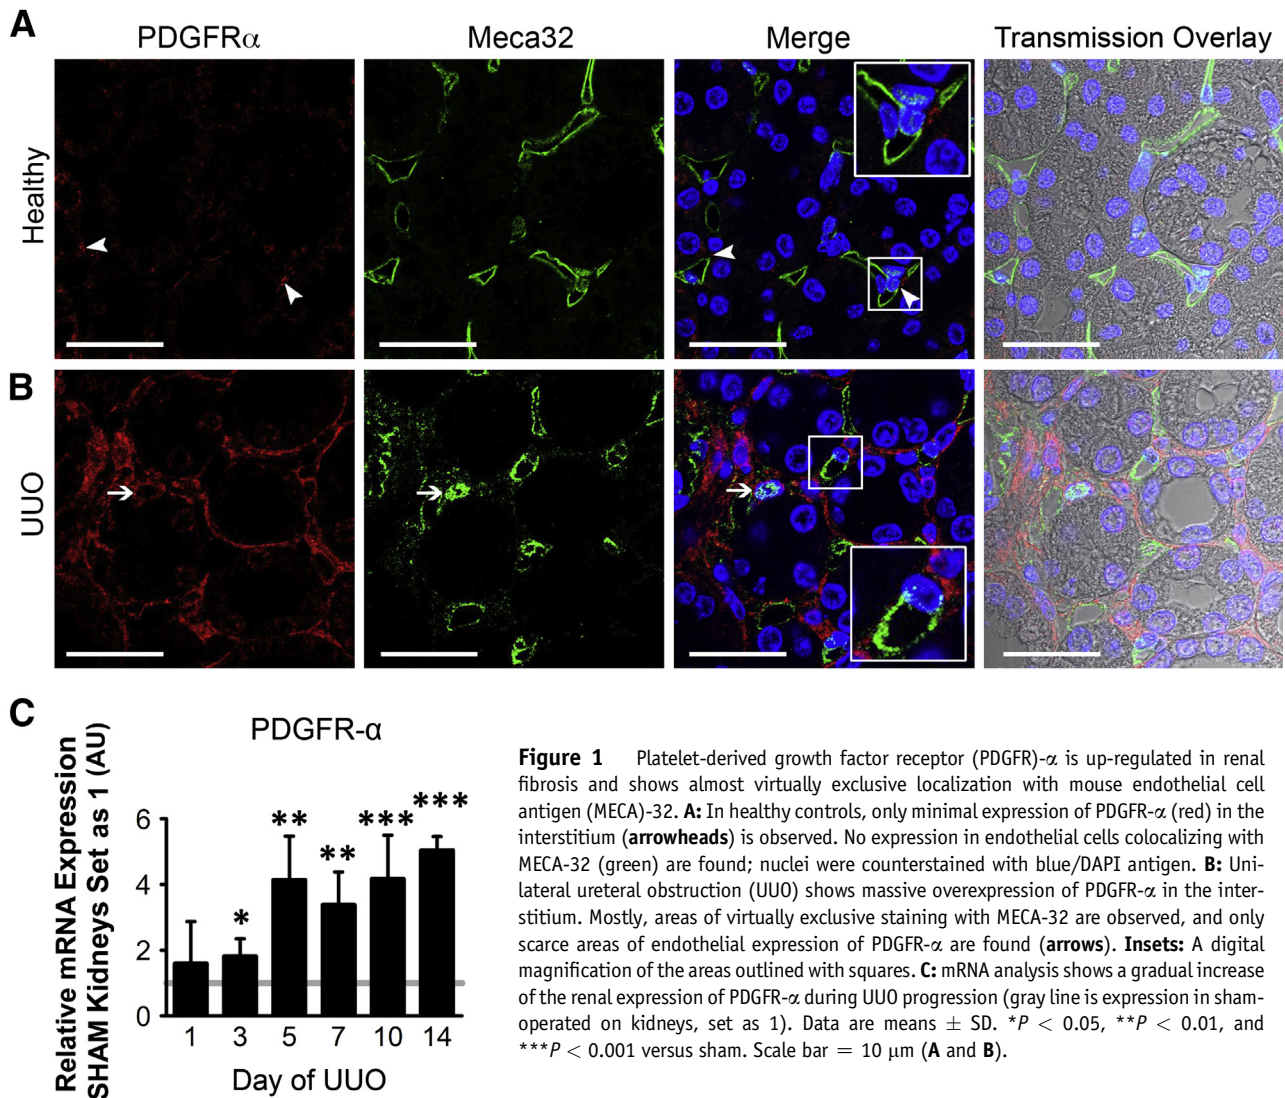 A
PDGFRα
Meca32
Merge
Transmission Overlay
Healthy
B
UUO
C
PDGFR-α
Relative mRNA Expression
SHAM Kidneys Set as 1 (AU)
6
4
2
0
*
**
**
***
***
1 3 5 7 10 14
Day of UUO
Figure 1 Platelet-derived growth factor receptor (PDGFR)-α is up-regulated in renal
fibrosis and shows almost virtually exclusive localization with mouse endothelial cell
antigen (MECA)-32. A: In healthy controls, only minimal expression of PDGFR-α (red) in the
interstitium (arrowheads) is observed. No expression in endothelial cells colocalizing with
MECA-32 (green) are found; nuclei were counterstained with blue/DAPI antigen. B: Uni-
lateral ureteral obstruction (UUO) shows massive overexpression of PDGFR-α in the inter-
stitium. Mostly, areas of virtually exclusive staining with MECA-32 are observed, and only
scarce areas of endothelial expression of PDGFR-α are found (arrows). Insets: A digital
magnification of the areas outlined with squares. C: mRNA analysis shows a gradual increase
of the renal expression of PDGFR-α during UUO progression (gray line is expression in sham-
operated on kidneys, set as 1). Data are means ± SD. *P < 0.05, **P < 0.01, and
***P < 0.001 versus sham. Scale bar = 10 μm (A and B).